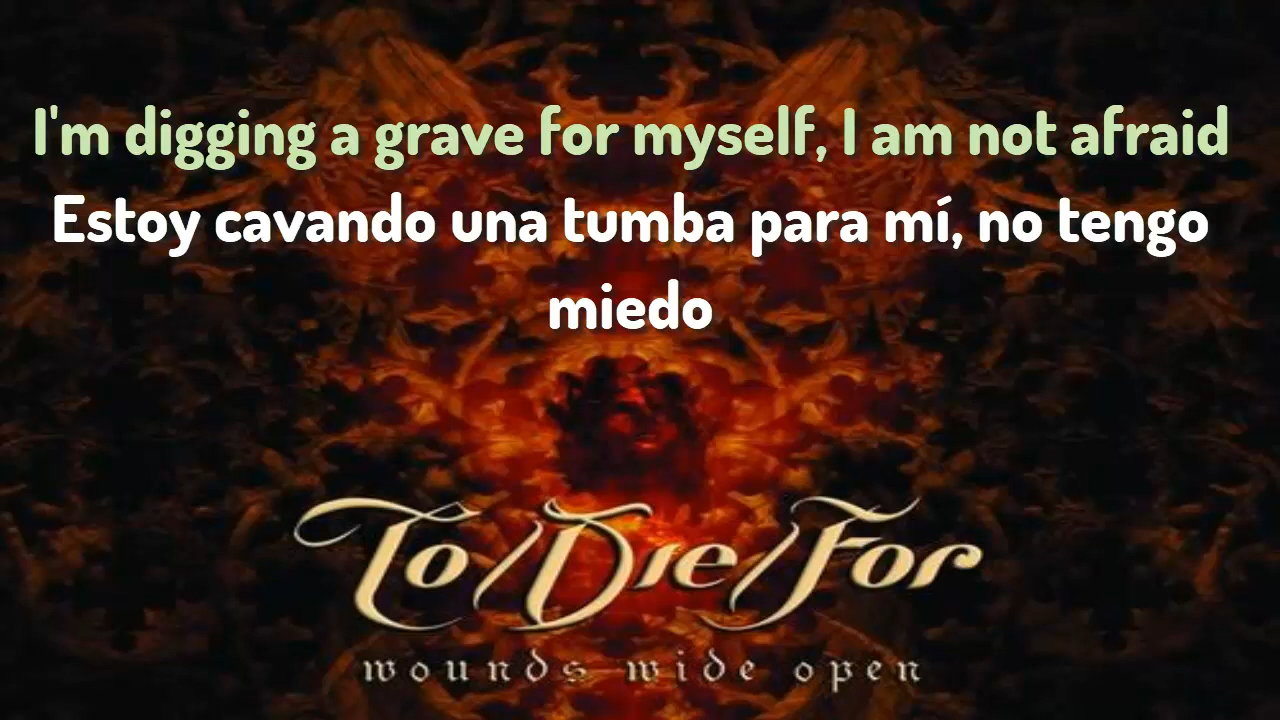 I'm digging a grave for myself, I am not afraid
Estoy cavando una tumba para mí, no tengo
miedo
To/Die/For
wounds wide open